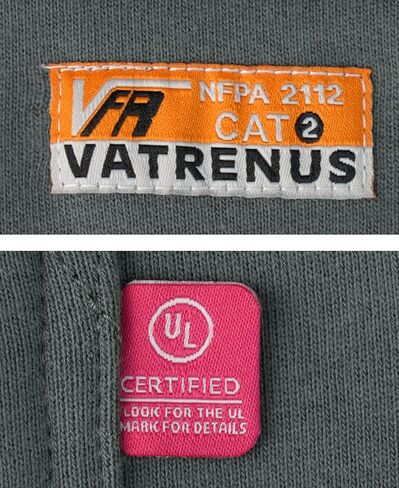 VFR NFPA 2112
CAT 2
VATRENUS
UL
CERTIFIED
LOOK FOR THE UL
MARK FOR DETAILS